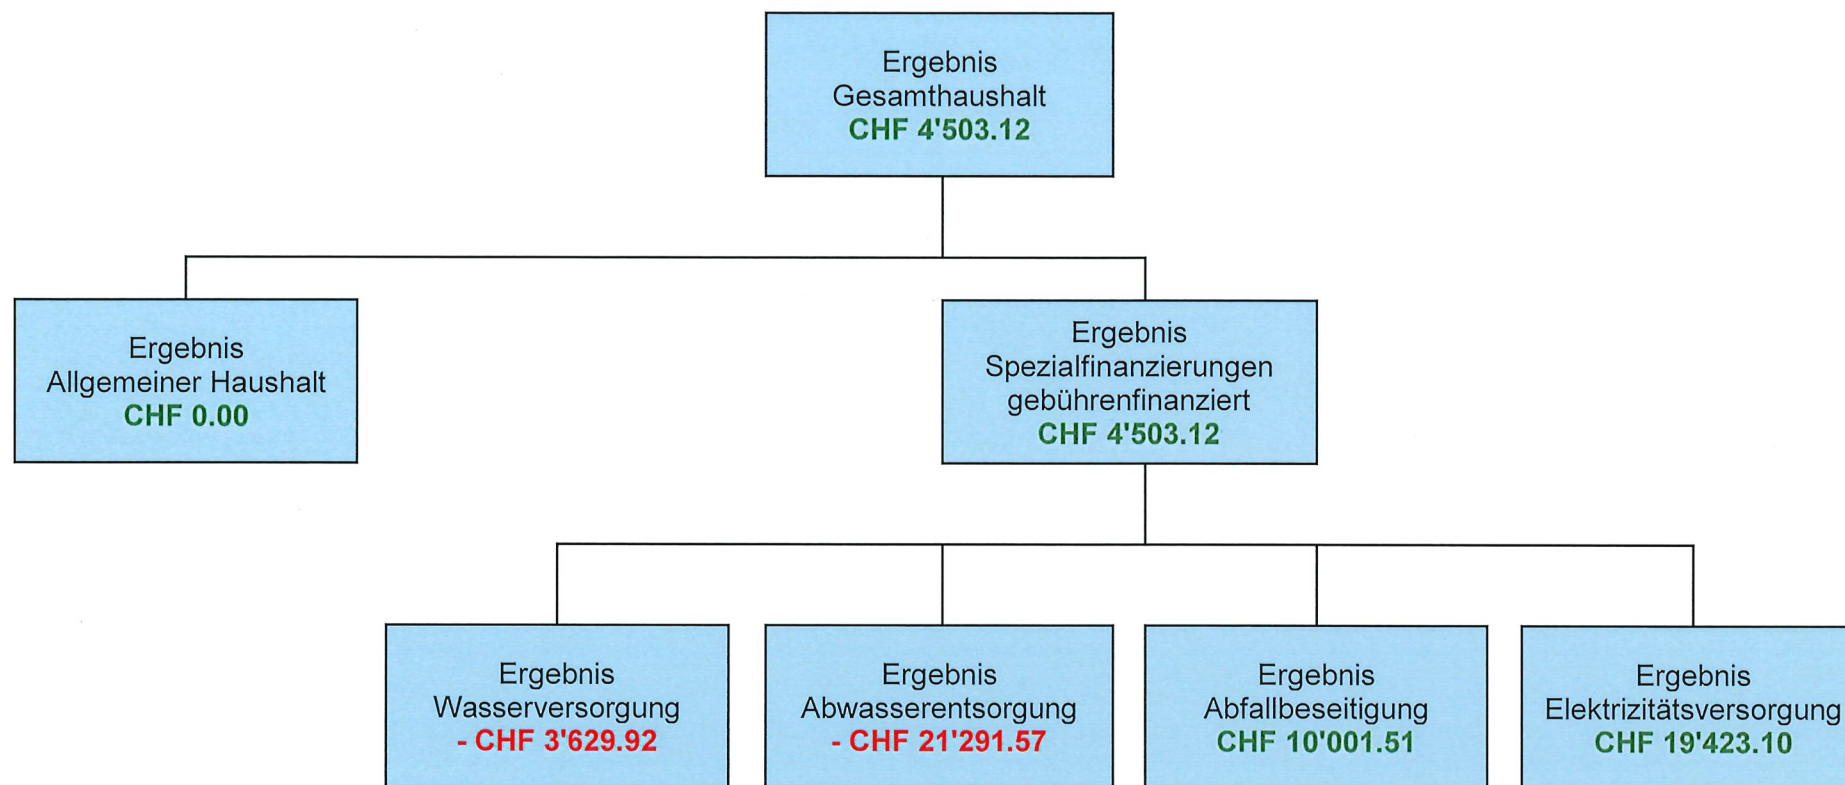 Ergebnis
Gesamthaushalt
CHF 4'503.12
Ergebnis
Allgemeiner Haushalt
CHF 0.00
Ergebnis
Spezialfinanzierungen
gebührenfinanziert
CHF 4'503.12
Ergebnis
Wasserversorgung
- CHF 3'629.92
Ergebnis
Abwasserentsorgung
- CHF 21'291.57
Ergebnis
Abfallbeseitigung
CHF 10'001.51
Ergebnis
Elektrizitätsversorgung
CHF 19'423.10